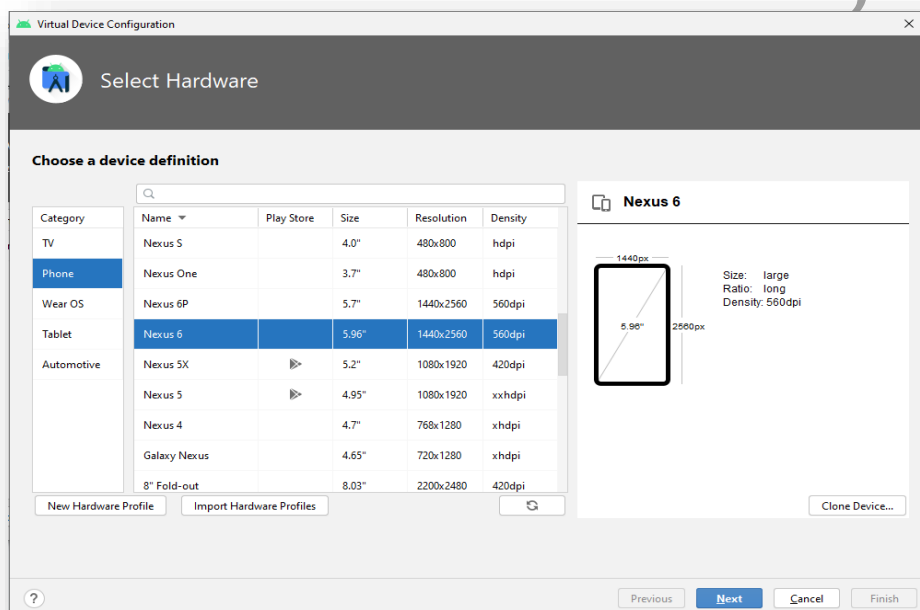 Virtual Device Configuration
Select Hardware
Choose a device definition
Category
TV
Phone
Wear OS
Tablet
Automotive
Name Play Store Size Resolution Density
Nexus S 4.0" 480x800 hdpi
Nexus One 3.7" 480x800 hdpi
Nexus 6P 5.7" 1440x2560 560dpi
Nexus 6 5.96" 1440x2560 560dpi
Nexus 5X 5.2" 1080x1920 420dpi
Nexus 5 4.95" 1080x1920 xxhdpi
Nexus 4 4.7" 768x1280 xhdpi
Galaxy Nexus 4.65" 720x1280 xhdpi
8" Fold-out 8.03" 2200x2480 420dpi
New Hardware Profile Import Hardware Profiles
Nexus 6
1440px
5.96" 2560px
Size: large
Ratio: long
Density: 560dpi
Clone Device...
? Previous Next Cancel Finish